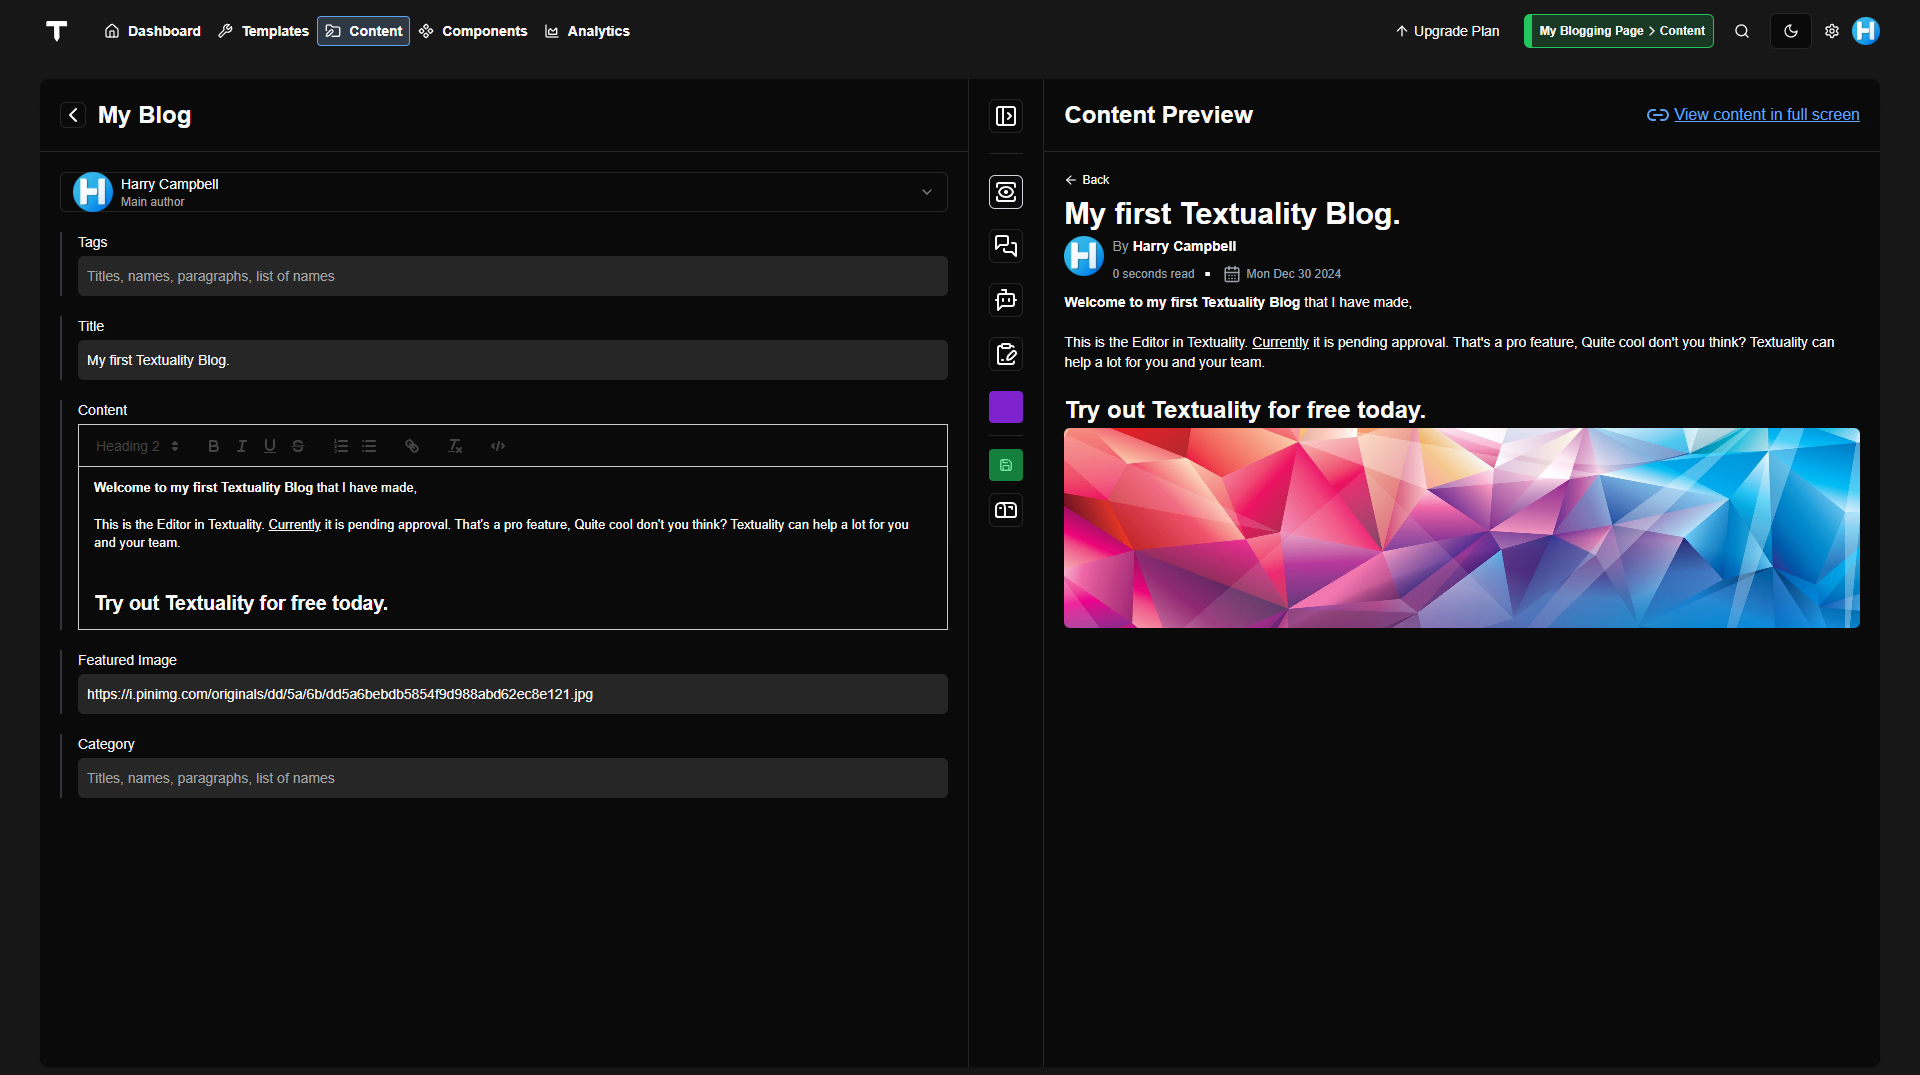 Dashboard
Templates
Content
Components
Analytics
Upgrade Plan
My Blogging Page > Content
My Blog
Harry Campbell
Main author
Tags
Titles, names, paragraphs, list of names
Title
My first Textuality Blog.
Content
Heading 2
Welcome to my first Textuality Blog that I have made,
This is the Editor in Textuality. Currently it is pending approval. That's a pro feature, Quite cool don't you think? Textuality can help a lot for you
and your team.
Try out Textuality for free today.
Featured Image
https://i.pinimg.com/originals/dd/5a/6b/dd5a6bebdb5854f9d988abd62ec8e121.jpg
Category
Titles, names, paragraphs, list of names
Content Preview
View content in full screen
Back
My first Textuality Blog.
By Harry Campbell
0 seconds read
Mon Dec 30 2024
Welcome to my first Textuality Blog that I have made,
This is the Editor in Textuality. Currently it is pending approval. That's a pro feature, Quite cool don't you think? Textuality can
help a lot for you and your team.
Try out Textuality for free today.